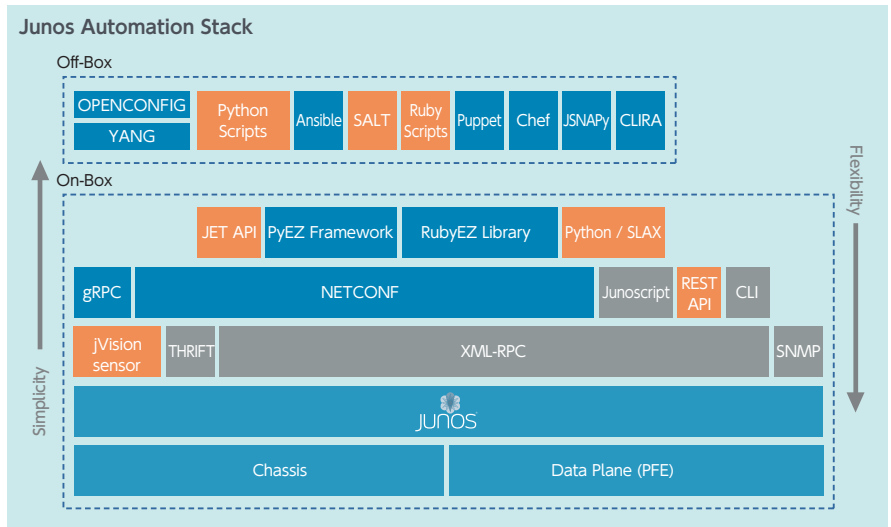 Junos Automation Stack
Off-Box
OPENCONFIG
YANG
Python
Scripts
Ansible
SALT
Ruby
Scripts
Puppet
Chef
JSNAPy
CLIRA
On-Box
JET API
PyEZ Framework
RubyEZ Library
Python / SLAX
gRPC
NETCONF
Junoscript
REST
API
CLI
jVision
sensor
THRIFT
XML-RPC
SNMP
JUNOS
Chassis
Data Plane (PFE)
Simplicity
Flexibility